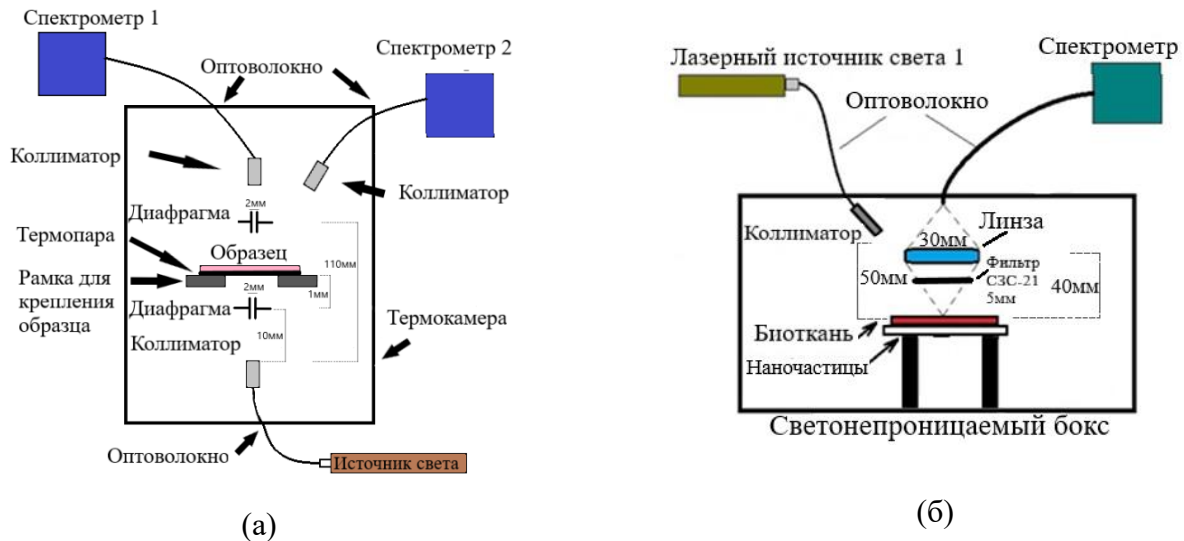 Спектрометр 1
Спектрометр 2
Оптоволокно
Коллиматор
Коллиматор
2мм
Диафрагма
Термопара
Образец
Рамка для
крепления
образца
110мм
1мм
2мм
Диафрагма
10мм
Коллиматор
Термокамера
Оптоволокно
Источник света
(а)
Лазерный источник света 1
Спектрометр
Оптоволокно
Коллиматор
Линза
30мм
50мм
Фильтр
СЗС-21
5мм
40мм
Биоткань
Наночастицы
Светонепроницаемый бокс
(б)